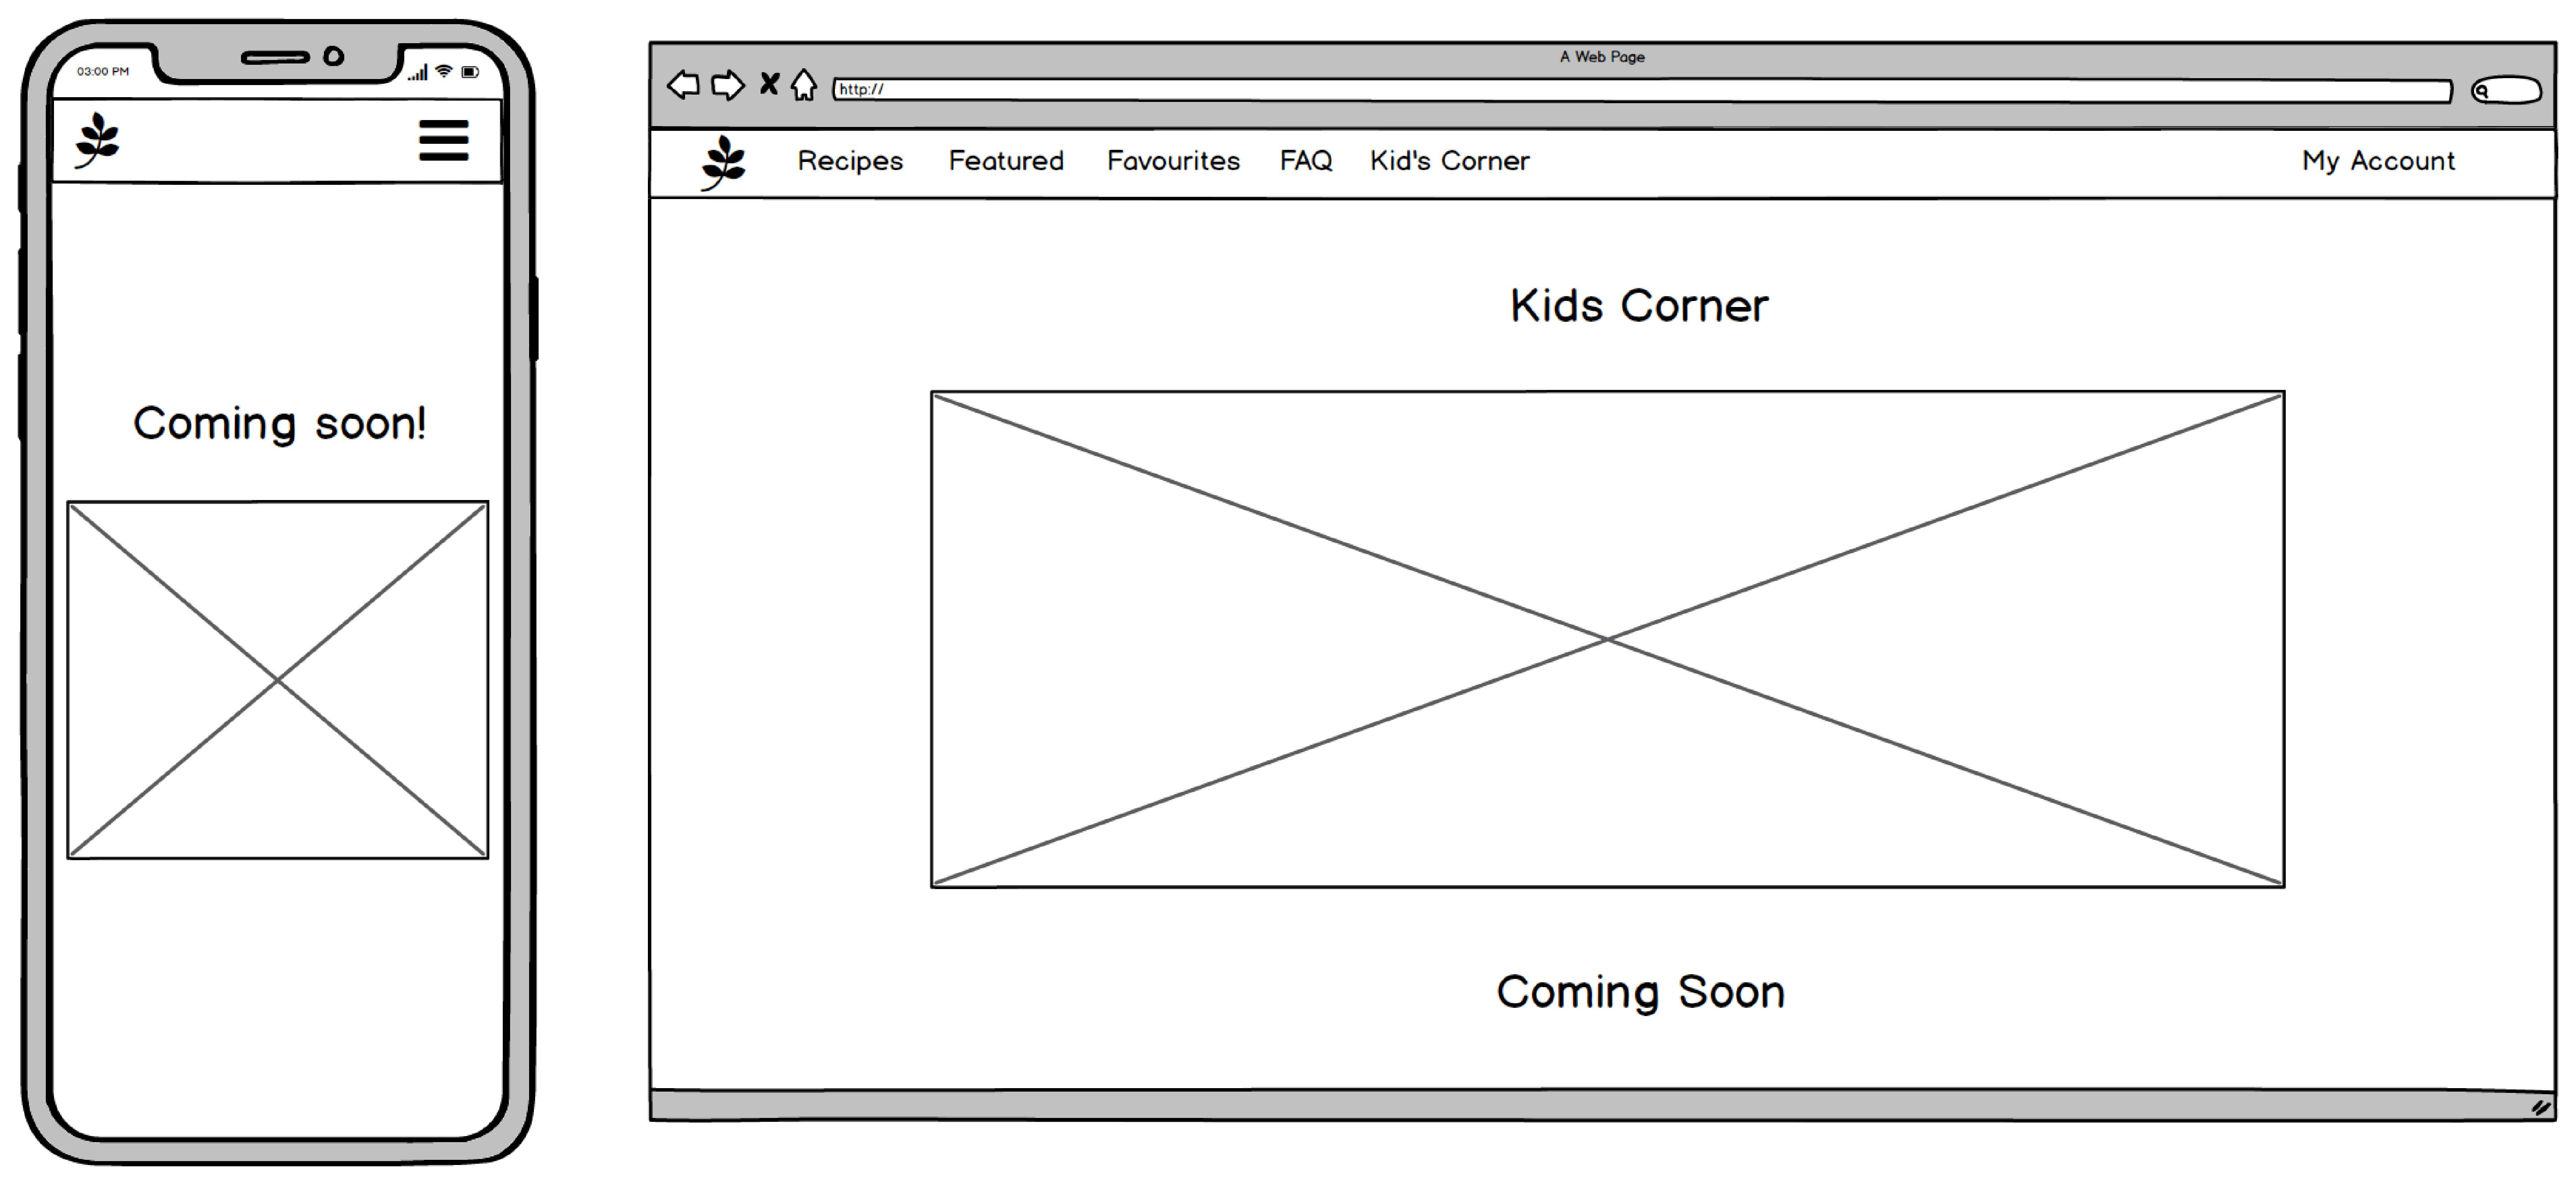 03:00 PM
Coming soon!
A Web Page
http://
Recipes Featured Favourites FAQ Kid's Corner My Account
Kids Corner
Coming Soon